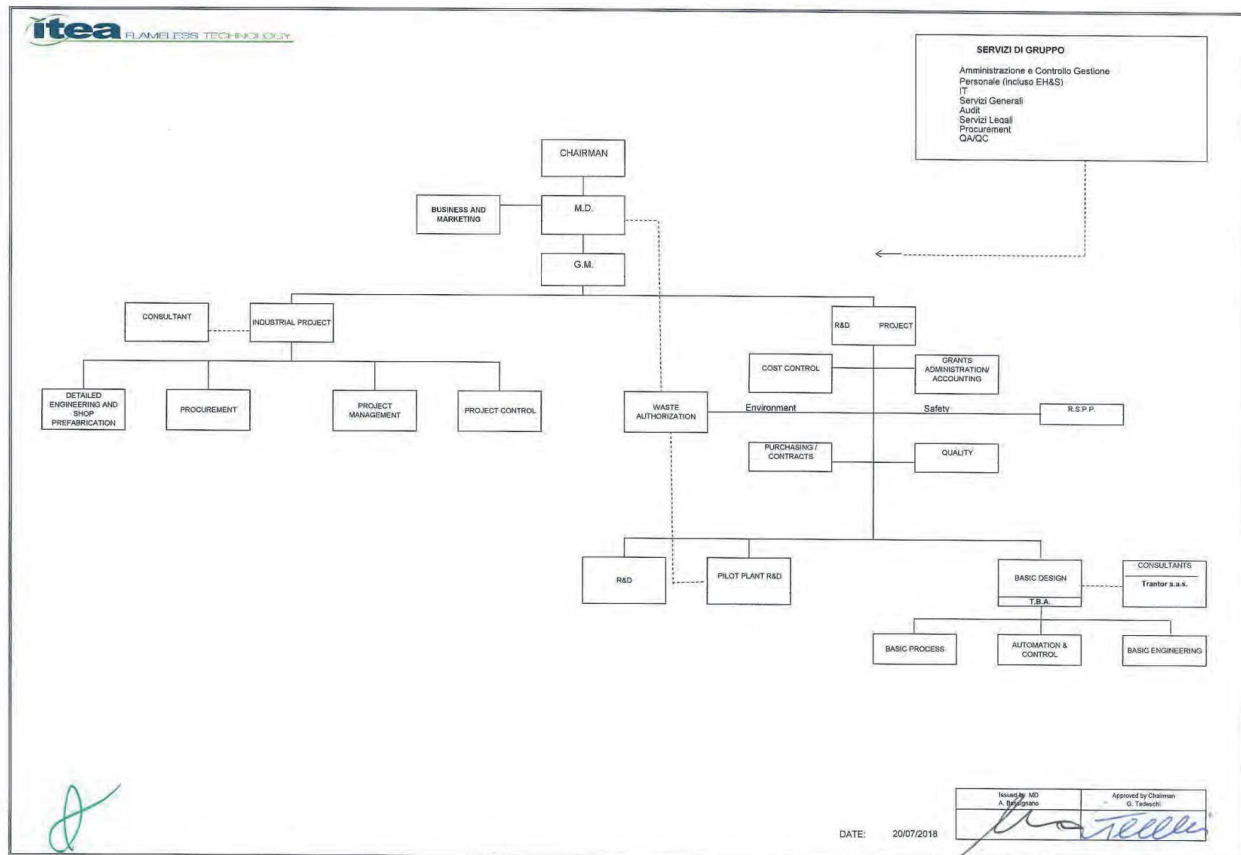 itea FLAMELESS TECHNOLOGY
SERVIZI DI GRUPPO
Amministrazione e Controllo Gestione
Personale (incluso EH&S)
IT
Servizi Generali
Audit
Servizi Legali
Procurement
QA/QC
CHAIRMAN
BUSINESS AND
MARKETING
M.D.
G.M.
CONSULTANT
INDUSTRIAL PROJECT
R&D PROJECT
COST CONTROL
GRANTS
ADMINISTRATION/
ACCOUNTING
DETAILED
ENGINEERING AND
SHOP
PREFABRICATION
PROCUREMENT
PROJECT
MANAGEMENT
PROJECT CONTROL
WASTE
AUTHORIZATION
Environment
Safety
R.S.P.P.
PURCHASING /
CONTRACTS
QUALITY
R&D
PILOT PLANT R&D
BASIC DESIGN
T.B.A.
CONSULTANTS
Trantor s.a.s.
BASIC PROCESS
AUTOMATION &
CONTROL
BASIC ENGINEERING
DATE: 20/07/2018
Issued by MD
A.
Approved by Chairman
G. Tedeschi